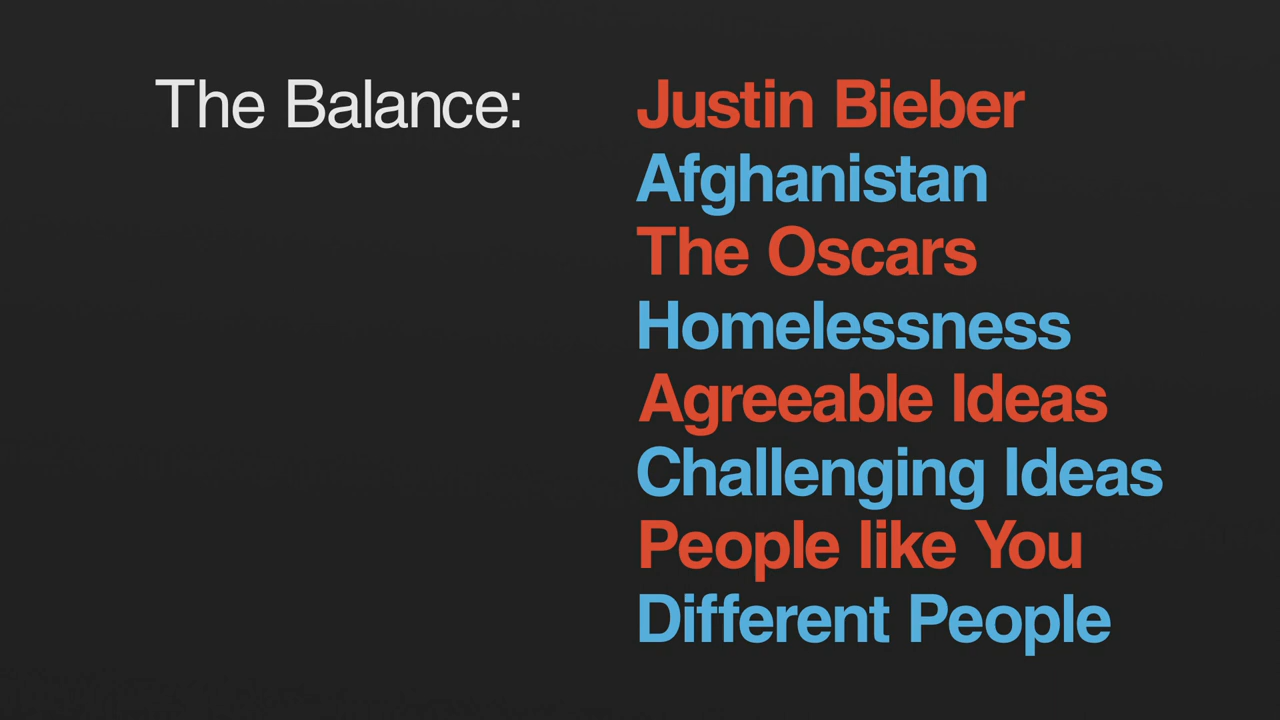 The Balance: Justin Bieber
Afghanistan
The Oscars
Homelessness
Agreeable Ideas
Challenging Ideas
People like You
Different People